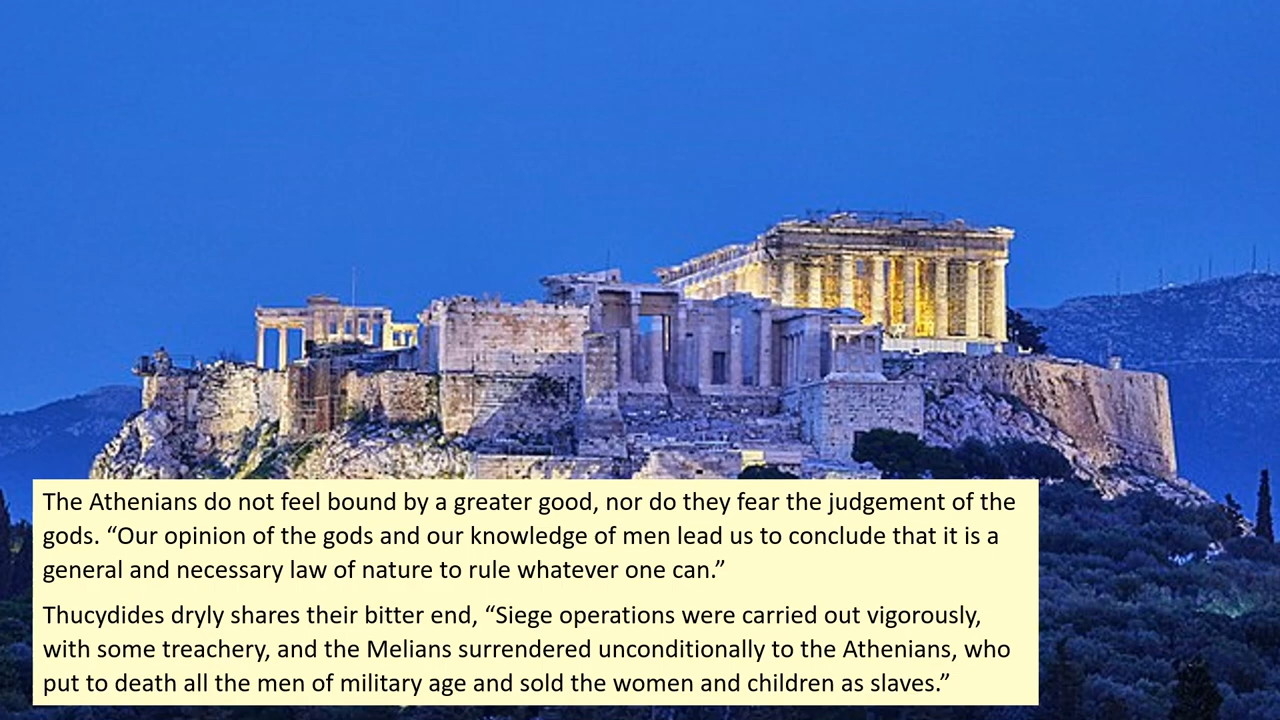 The Athenians do not feel bound by a greater good, nor do they fear the judgement of the
gods. “Our opinion of the gods and our knowledge of men lead us to conclude that it is a
general and necessary law of nature to rule whatever one can.”
Thucydides dryly shares their bitter end, “Siege operations were carried out vigorously,
with some treachery, and the Melians surrendered unconditionally to the Athenians, who
put to death all the men of military age and sold the women and children as slaves.”